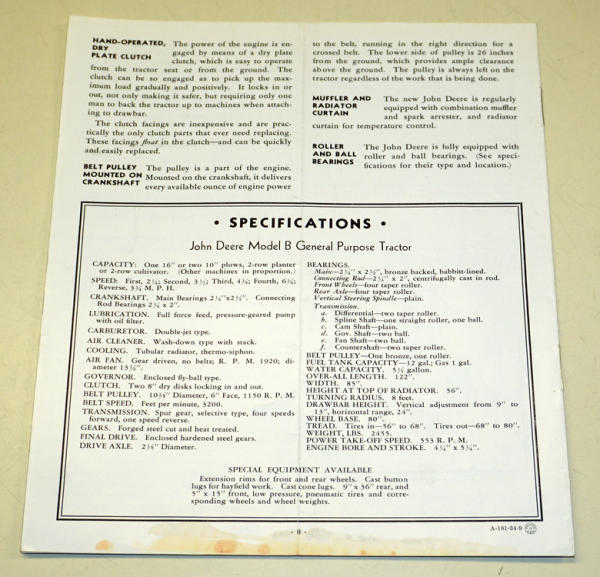 HAND-OPERATED, DRY PLATE CLUTCH The power of the engine is en-
gaged by means of a dry plate
clutch, which is easy to operate
from the tractor seat or from the ground. The
clutch can be so engaged as to pick up the max-
imum load gradually and positively. It locks in or
out, not only making it safer, but requiring only one
man to back the tractor up to machines when attach-
ing to drawbar.
The clutch facings are inexpensive and are prac-
tically the only clutch parts that ever need replacing.
These facings float in the clutch—and can be quickly
and easily replaced.
BELT PULLEY MOUNTED ON CRANKSHAFT The pulley is a part of the engine.
Mounted on the crankshaft, it delivers
every available ounce of engine power
to the belt, running in the right direction for a
crossed belt. The lower side of pulley is 26 inches
from the ground, which provides ample clearance
above the ground. The pulley is always left on the
tractor regardless of the work that is being done.
MUFFLER AND RADIATOR CURTAIN The new John Deere is regularly
equipped with combination muffler
and spark arrester, and radiator
curtain for temperature control.
ROLLER AND BALL BEARINGS The John Deere is fully equipped with
roller and ball bearings. (See speci-
fications for their type and location.)
• SPECIFICATIONS •
John Deere Model B General Purpose Tractor
CAPACITY: One 16" or two 10" plows, 2-row planter
or 2-row cultivator. (Other machines in proportion.)
SPEED: First, 2¼; Second, 3½; Third, 4¾; Fourth, 6¾;
Reverse, 3¾ M. P. H.
CRANKSHAFT. Main Bearings 2¼"x2½". Connecting
Rod Bearings 2¾ x 2".
LUBRICATION. Full force feed, pressure-geared pump
with oil filter.
CARBURETOR. Double-jet type.
AIR CLEANER. Wash-down type with stack.
COOLING. Tubular radiator, thermo-siphon.
AIR FAN. Gear driven, no belts; R. P. M. 1920; di-
ameter 13½".
GOVERNOR. Enclosed fly-ball type.
CLUTCH. Two 8" dry disks locking in and out.
BELT PULLEY. 10⅝" Diameter, 6" Face, 1150 R. P. M.
BELT SPEED. Feet per minute, 3200.
TRANSMISSION. Spur gear, selective type, four speeds
forward, one speed reverse.
GEARS. Forged steel cut and heat treated.
FINAL DRIVE. Enclosed hardened steel gears.
DRIVE AXLE. 2⅜" Diameter.
BEARINGS.
Main—2¼" x 2½", bronze backed, babbit-lined.
Connecting Rod—2¾" x 2", centrifugally cast in rod.
Front Wheels—four taper roller.
Rear Axle—four taper roller.
Vertical Steering Spindle—plain.
Transmission.
a. Differential—two taper roller.
b. Spline Shaft—one straight roller, one ball.
c. Cam Shaft—plain.
d. Gov. Shaft—two ball.
e. Fan Shaft—two ball.
f. Countershaft—two taper roller.
BELT PULLEY—One bronze, one roller.
FUEL TANK CAPACITY—12 gal.; Gas 1 gal.
WATER CAPACITY. 5½ gallon.
OVER-ALL LENGTH. 122".
WIDTH. 85".
HEIGHT AT TOP OF RADIATOR. 56".
TURNING RADIUS. 8 feet.
DRAWBAR HEIGHT. Vertical adjustment from 9" to
13", horizontal range, 24".
WHEEL BASE. 80".
TREAD. Tires in—56" to 68". Tires out—68" to 80".
WEIGHT, LBS. 2455.
POWER TAKE-OFF SPEED. 553 R. P. M.
ENGINE BORE AND STROKE. 4¼" x 5¼".
SPECIAL EQUIPMENT AVAILABLE
Extension rims for front and rear wheels. Cast button
lugs for hayfield work. Cast cone lugs. 9" x 36" rear, and
5" x 15" front, low pressure, pneumatic tires and corre-
sponding wheels and wheel weights.
- 8 -
A-181-34-9